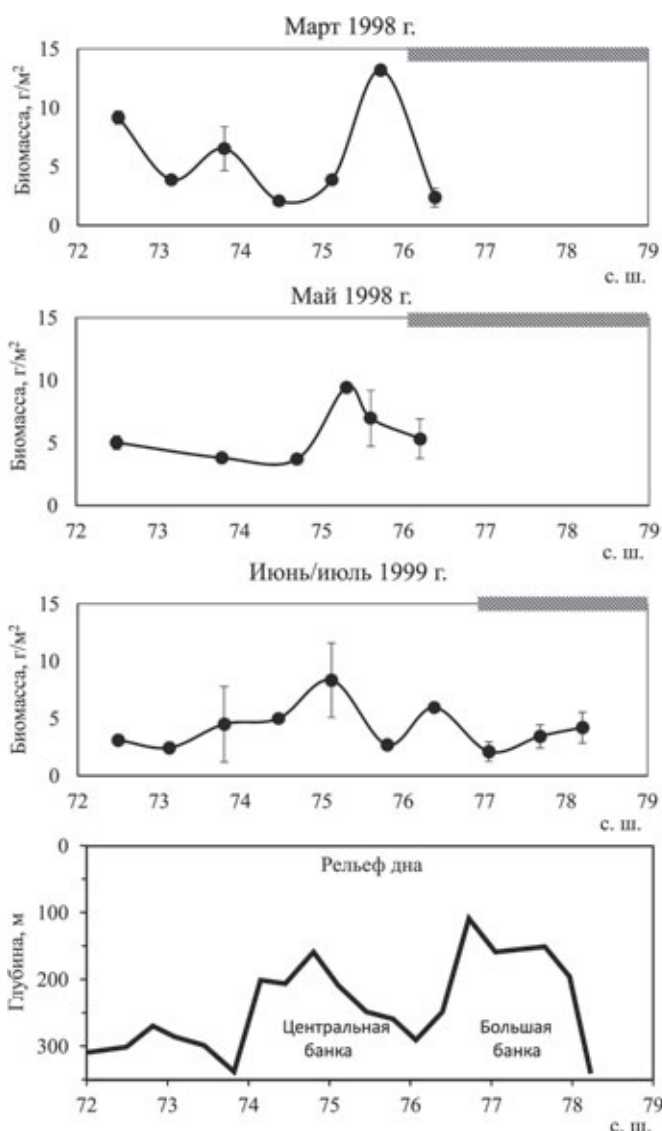 Март 1998 г.
Биомасса, г/м²
15
10
5
0
72 73 74 75 76 77 78 79
с. ш.
Май 1998 г.
Биомасса, г/м²
15
10
5
0
72 73 74 75 76 77 78 79
с. ш.
Июнь/июль 1999 г.
Биомасса, г/м²
15
10
5
0
72 73 74 75 76 77 78 79
с. ш.
Рельеф дна
Глубина, м
0
100
200
300
Центральная
банка
Большая
банка
72 73 74 75 76 77 78 79
с. ш.